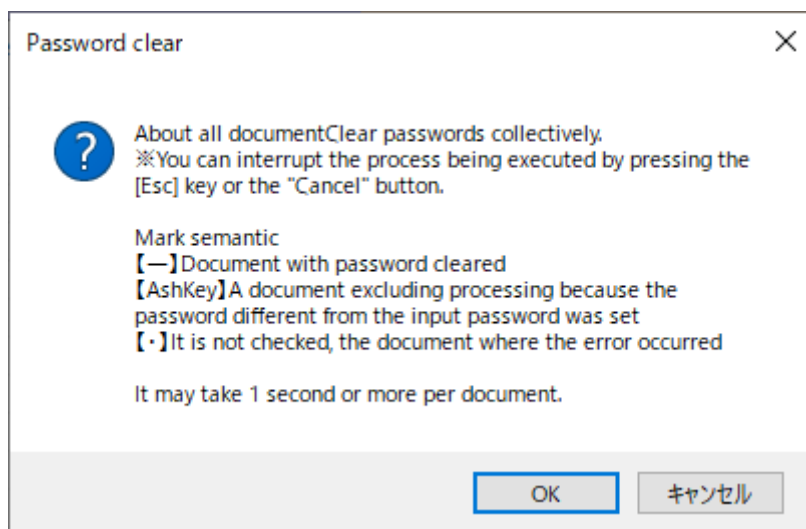 Password clear
?
About all documentClear passwords collectively.
※You can interrupt the process being executed by pressing the
[Esc] key or the "Cancel" button.
Mark semantic
【―】Document with password cleared
【AshKey】A document excluding processing because the
password different from the input password was set
【・】It is not checked, the document where the error occurred
It may take 1 second or more per document.
OK
キャンセル